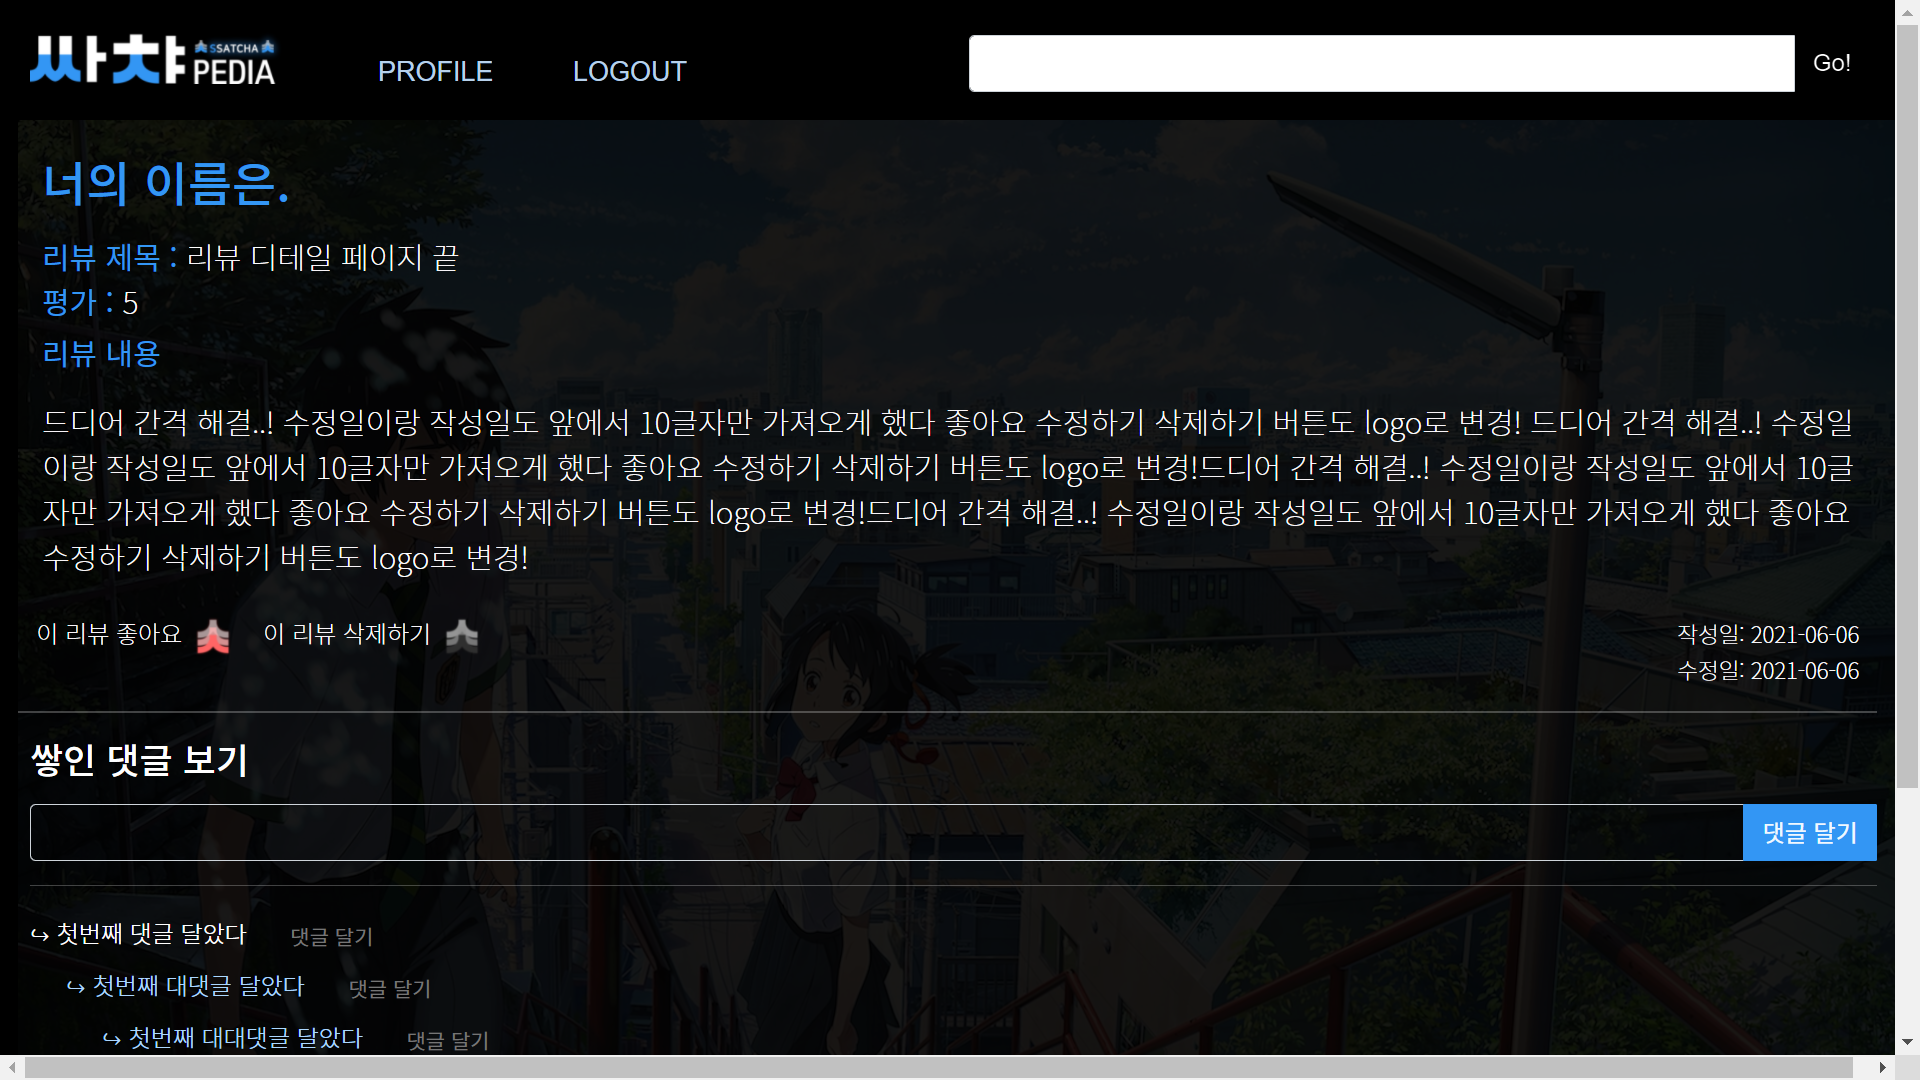 싸챠 SSATCHA PEDIA PROFILE LOGOUT Go!
너의 이름은.
리뷰 제목 : 리뷰 디테일 페이지 끝
평가 : 5
리뷰 내용
드디어 간격 해결..! 수정일이랑 작성일도 앞에서 10글자만 가져오게 했다 좋아요 수정하기 삭제하기 버튼도 logo로 변경! 드디어 간격 해결..! 수정일
이랑 작성일도 앞에서 10글자만 가져오게 했다 좋아요 수정하기 삭제하기 버튼도 logo로 변경!드디어 간격 해결..! 수정일이랑 작성일도 앞에서 10글
자만 가져오게 했다 좋아요 수정하기 삭제하기 버튼도 logo로 변경!드디어 간격 해결..! 수정일이랑 작성일도 앞에서 10글자만 가져오게 했다 좋아요
수정하기 삭제하기 버튼도 logo로 변경!
이 리뷰 좋아요 이 리뷰 삭제하기 작성일: 2021-06-06
수정일: 2021-06-06
쌓인 댓글 보기
댓글 달기
↪ 첫번째 댓글 달았다 댓글 달기
↪ 첫번째 대댓글 달았다 댓글 달기
↪ 첫번째 대대댓글 달았다 댓글 달기